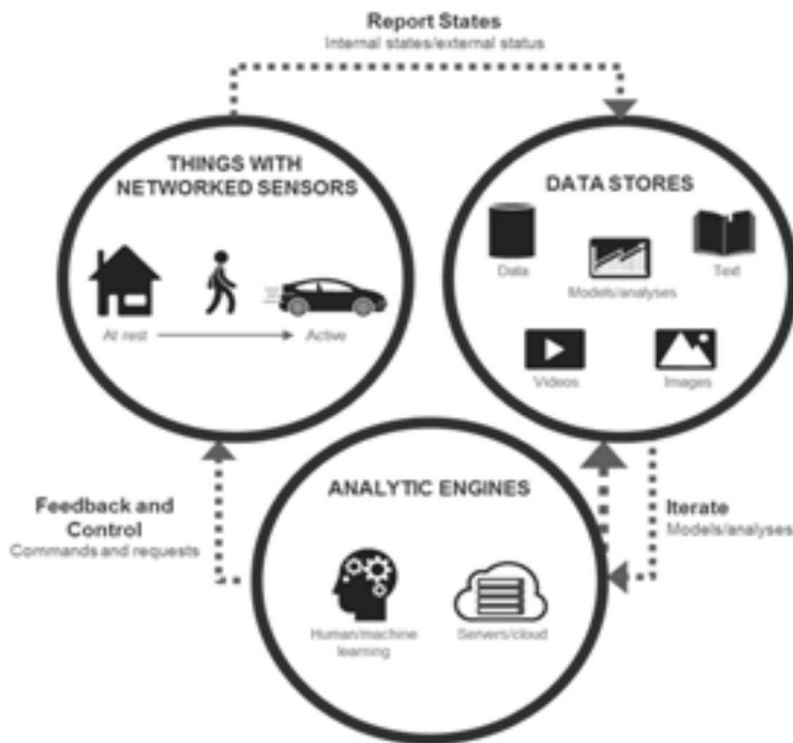 Report States
Internal states/external status
THINGS WITH
NETWORKED SENSORS
At rest
Active
DATA STORES
Data
Models/analyses
Text
Videos
Images
Feedback and
Control
Commands and requests
ANALYTIC ENGINES
Human/machine
learning
Servers/cloud
Iterate
Models/analyses